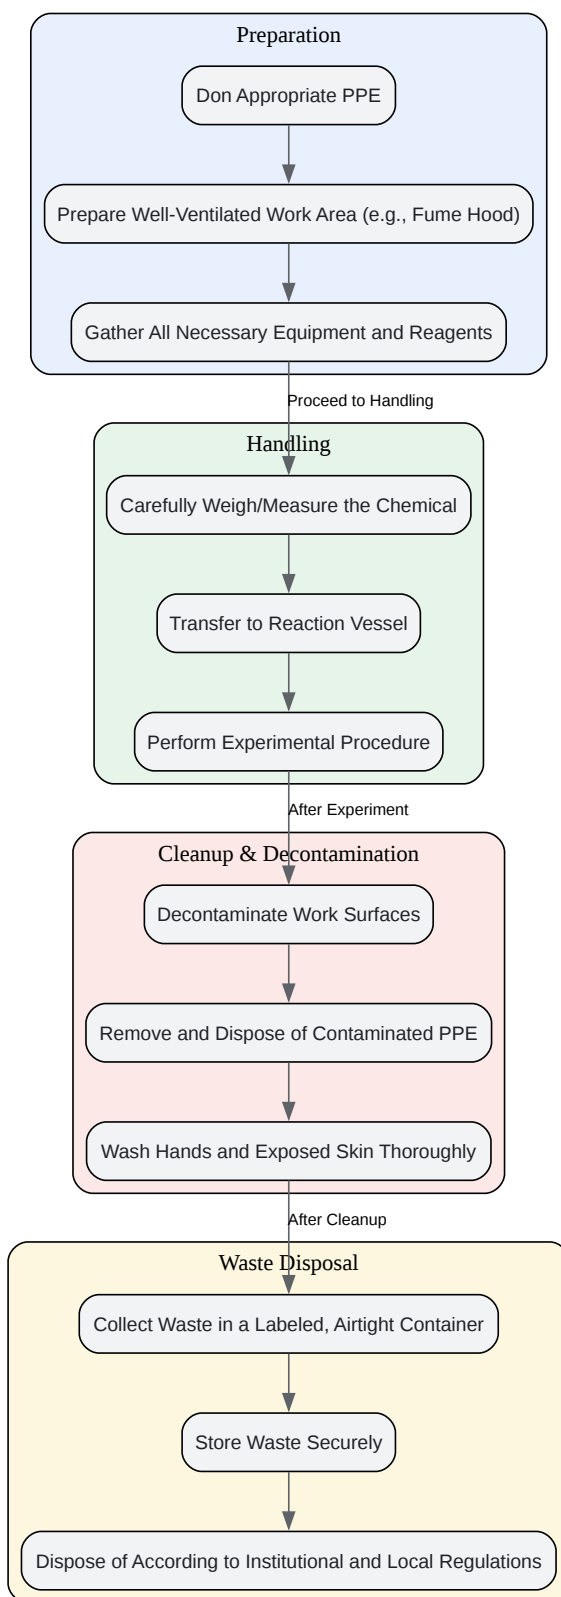 Preparation
Don Appropriate PPE
Prepare Well-Ventilated Work Area (e.g., Fume Hood)
Gather All Necessary Equipment and Reagents
Proceed to Handling
Handling
Carefully Weigh/Measure the Chemical
Transfer to Reaction Vessel
Perform Experimental Procedure
After Experiment
Cleanup & Decontamination
Decontaminate Work Surfaces
Remove and Dispose of Contaminated PPE
Wash Hands and Exposed Skin Thoroughly
After Cleanup
Waste Disposal
Collect Waste in a Labeled, Airtight Container
Store Waste Securely
Dispose of According to Institutional and Local Regulations